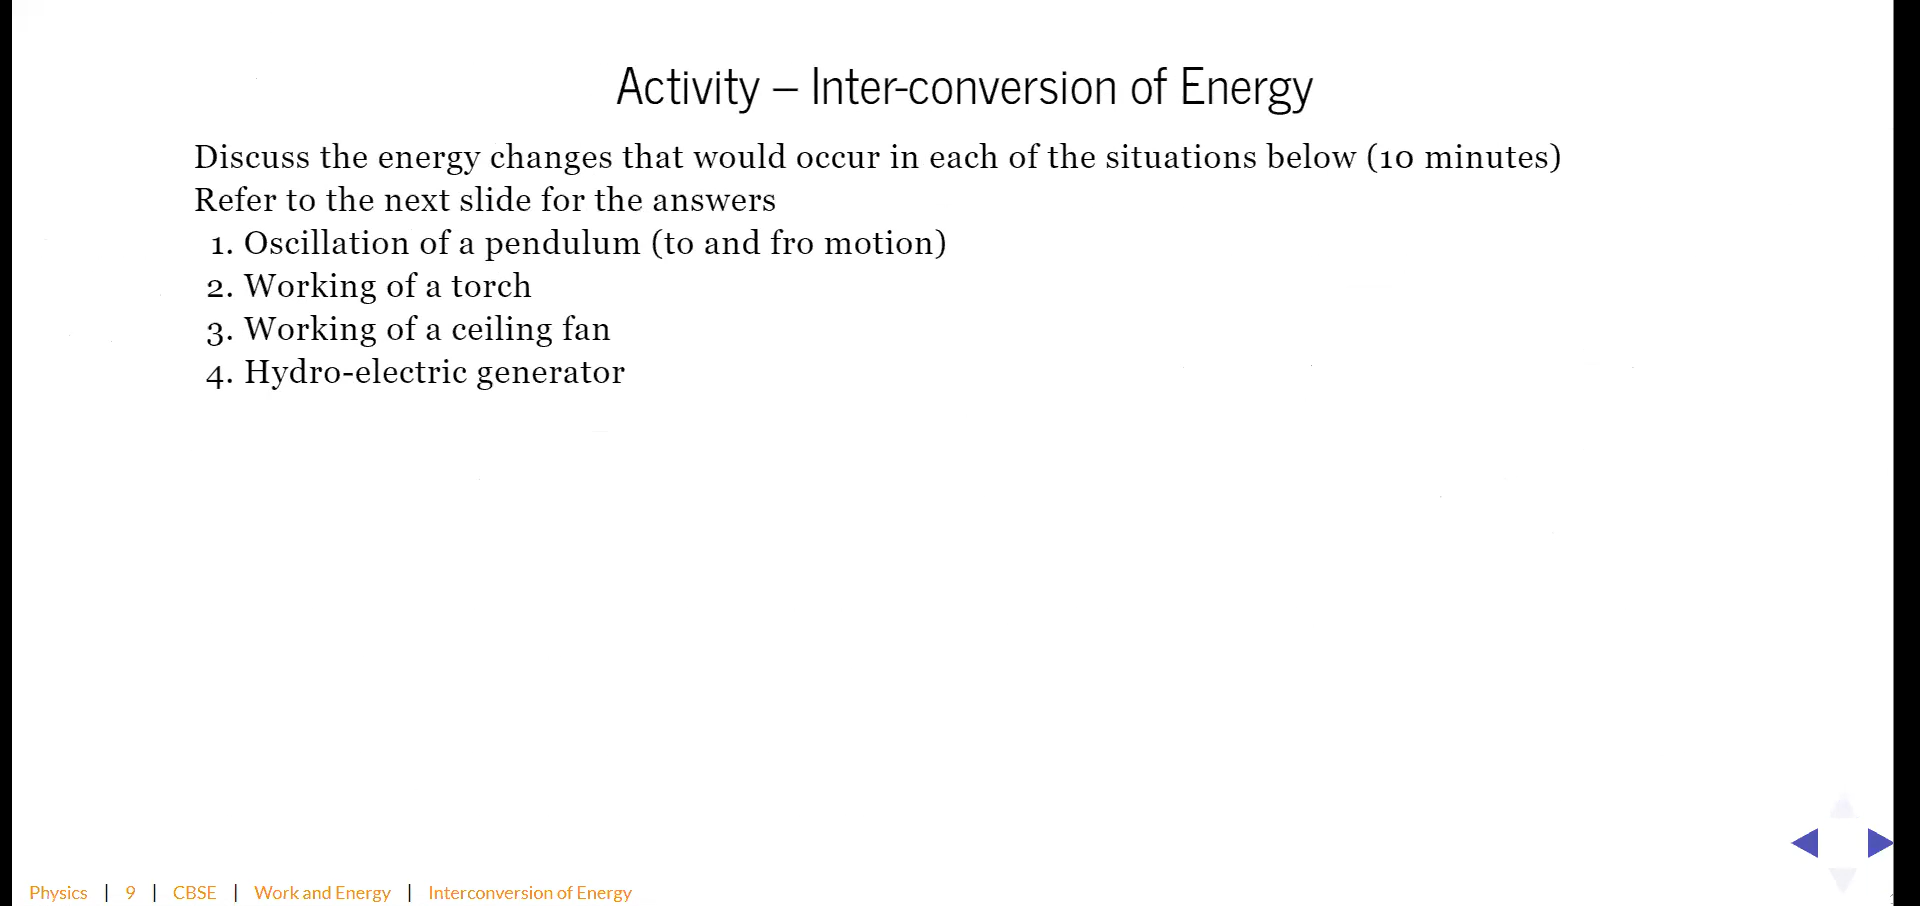 Activity – Inter-conversion of Energy
Discuss the energy changes that would occur in each of the situations below (10 minutes)
Refer to the next slide for the answers
1. Oscillation of a pendulum (to and fro motion)
2. Working of a torch
3. Working of a ceiling fan
4. Hydro-electric generator
Physics | 9 | CBSE | Work and Energy | Interconversion of Energy